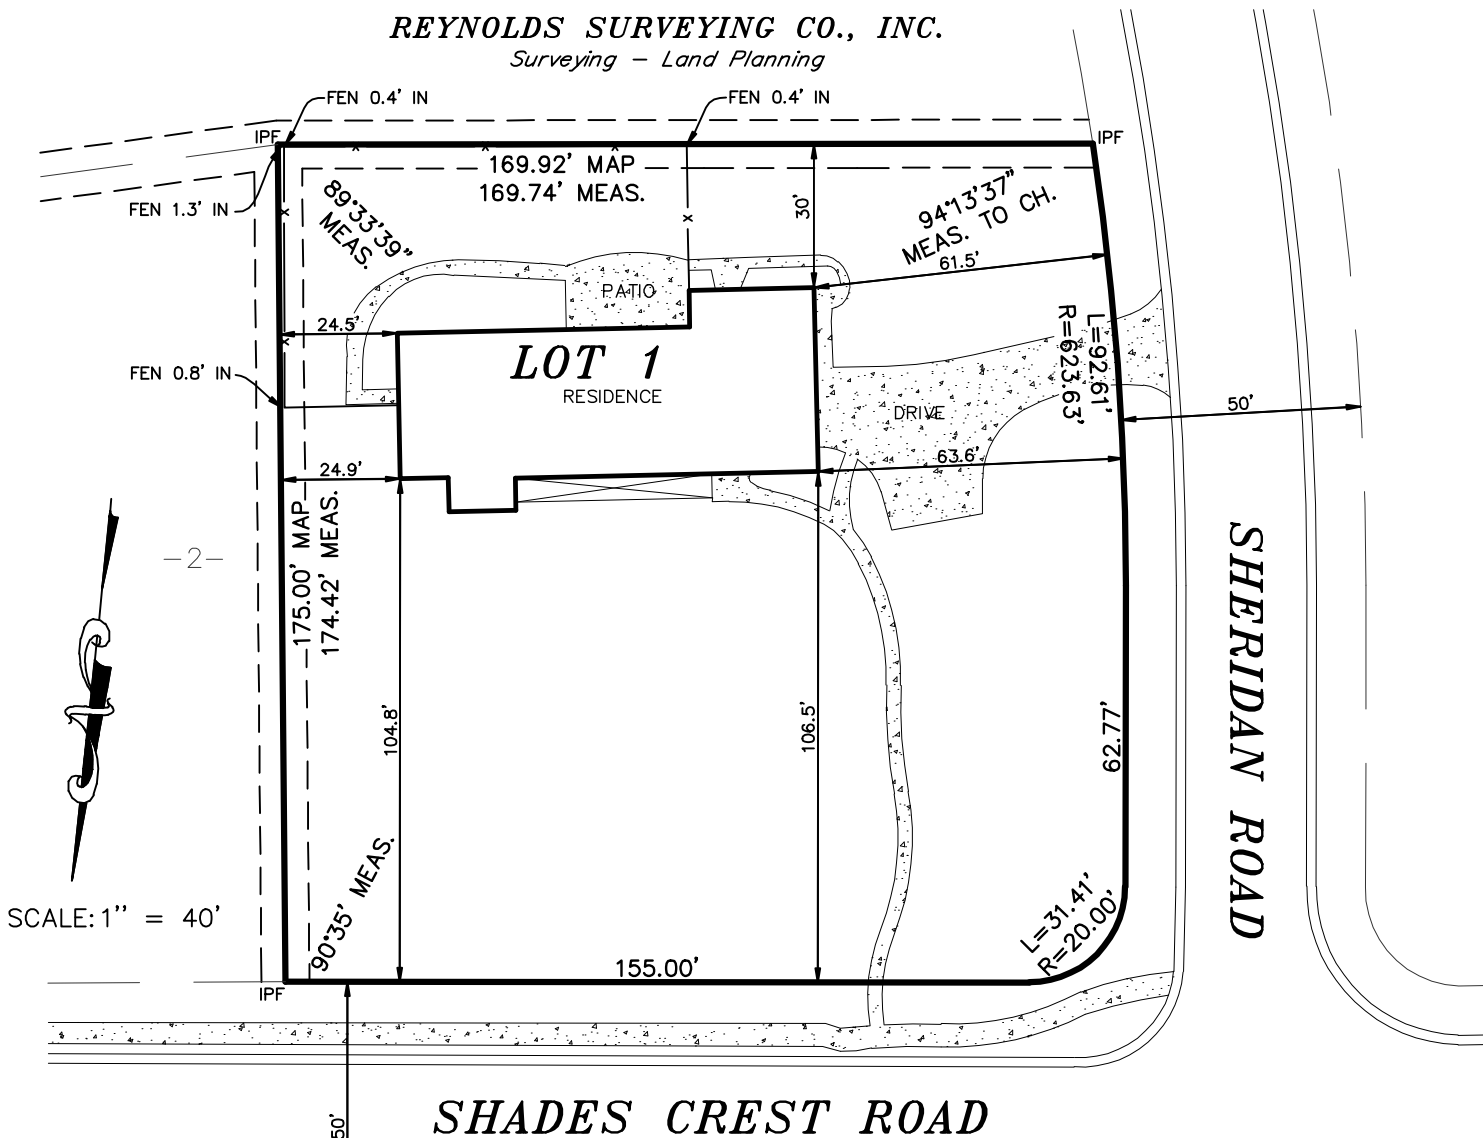 REYNOLDS SURVEYING CO., INC.
Surveying – Land Planning
FEN 0.4' IN
FEN 0.4' IN
IPF
IPF
169.92' MAP
169.74' MEAS.
FEN 1.3' IN
89°33'39"
MEAS.
30'
94°13'37"
MEAS. TO CH.
61.5'
PATIO
24.5'
LOT 1
RESIDENCE
L=92.61'
R=623.63'
FEN 0.8' IN
DRIVE
50'
24.9'
63.6'
175.00' MAP
174.42' MEAS.
-2-
SHERIDAN ROAD
104.8'
106.5'
62.77'
SCALE: 1" = 40'
90°35' MEAS.
L=31.41'
R=20.00'
155.00'
IPF
50'
SHADES CREST ROAD